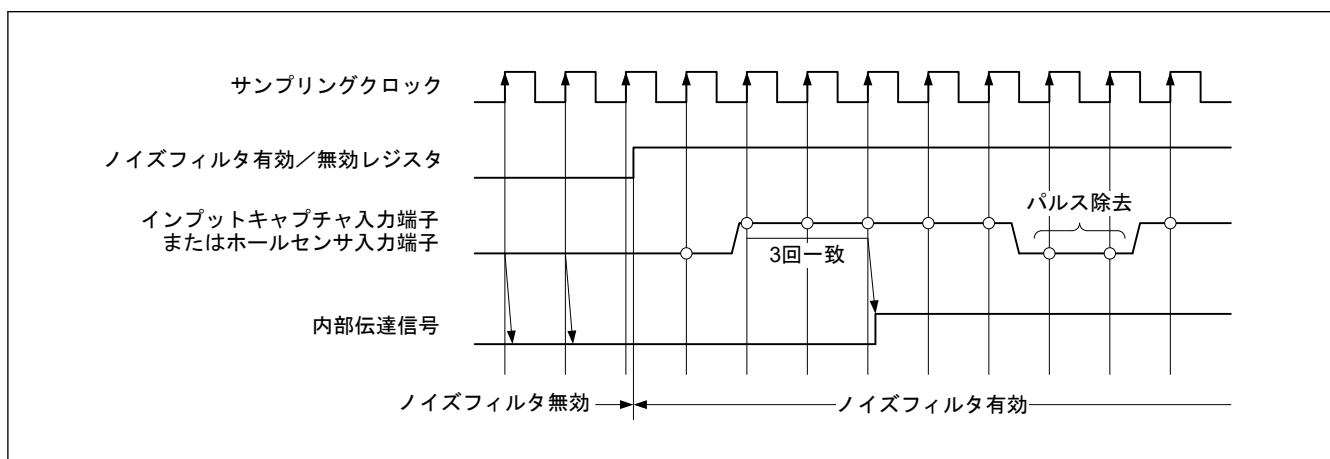 サンプリングクロック
ノイズフィルタ有効／無効レジスタ
インプットキャプチャ入力端子
またはホールセンサ入力端子
パルス除去
3回一致
内部伝達信号
ノイズフィルタ無効
ノイズフィルタ有効